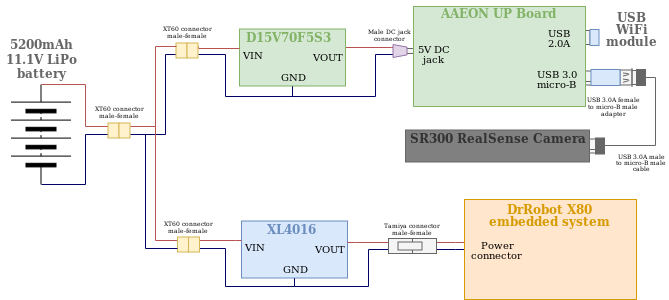 5200mAh
11.1V LiPo
battery
XT60 connector
male-female
XT60 connector
male-female
D15V70F5S3
VIN
VOUT
GND
Male DC jack
connector
AAEON UP Board
5V DC
jack
USB
2.0A
USB 3.0
micro-B
USB
WiFi
module
USB 3.0A female
to micro-B male
adapter
SR300 RealSense Camera
USB 3.0A male
to micro-B male
cable
XT60 connector
male-female
XL4016
VIN
VOUT
GND
Tamiya connector
male-female
DrRobot X80
embedded system
Power
connector